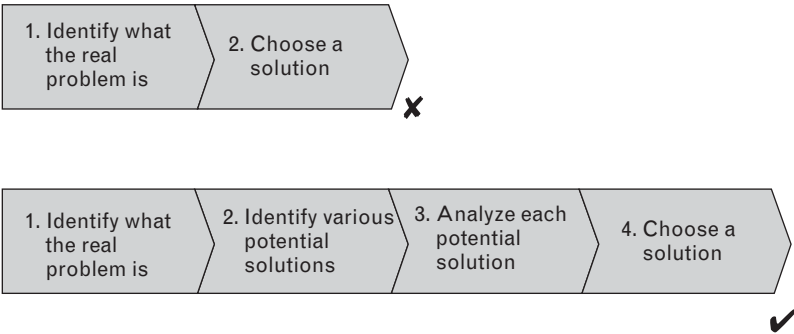 1. Identify what
the real
problem is
2. Choose a
solution
✘
1. Identify what
the real
problem is
2. Identify various
potential
solutions
3. Analyze each
potential
solution
4. Choose a
solution
✔